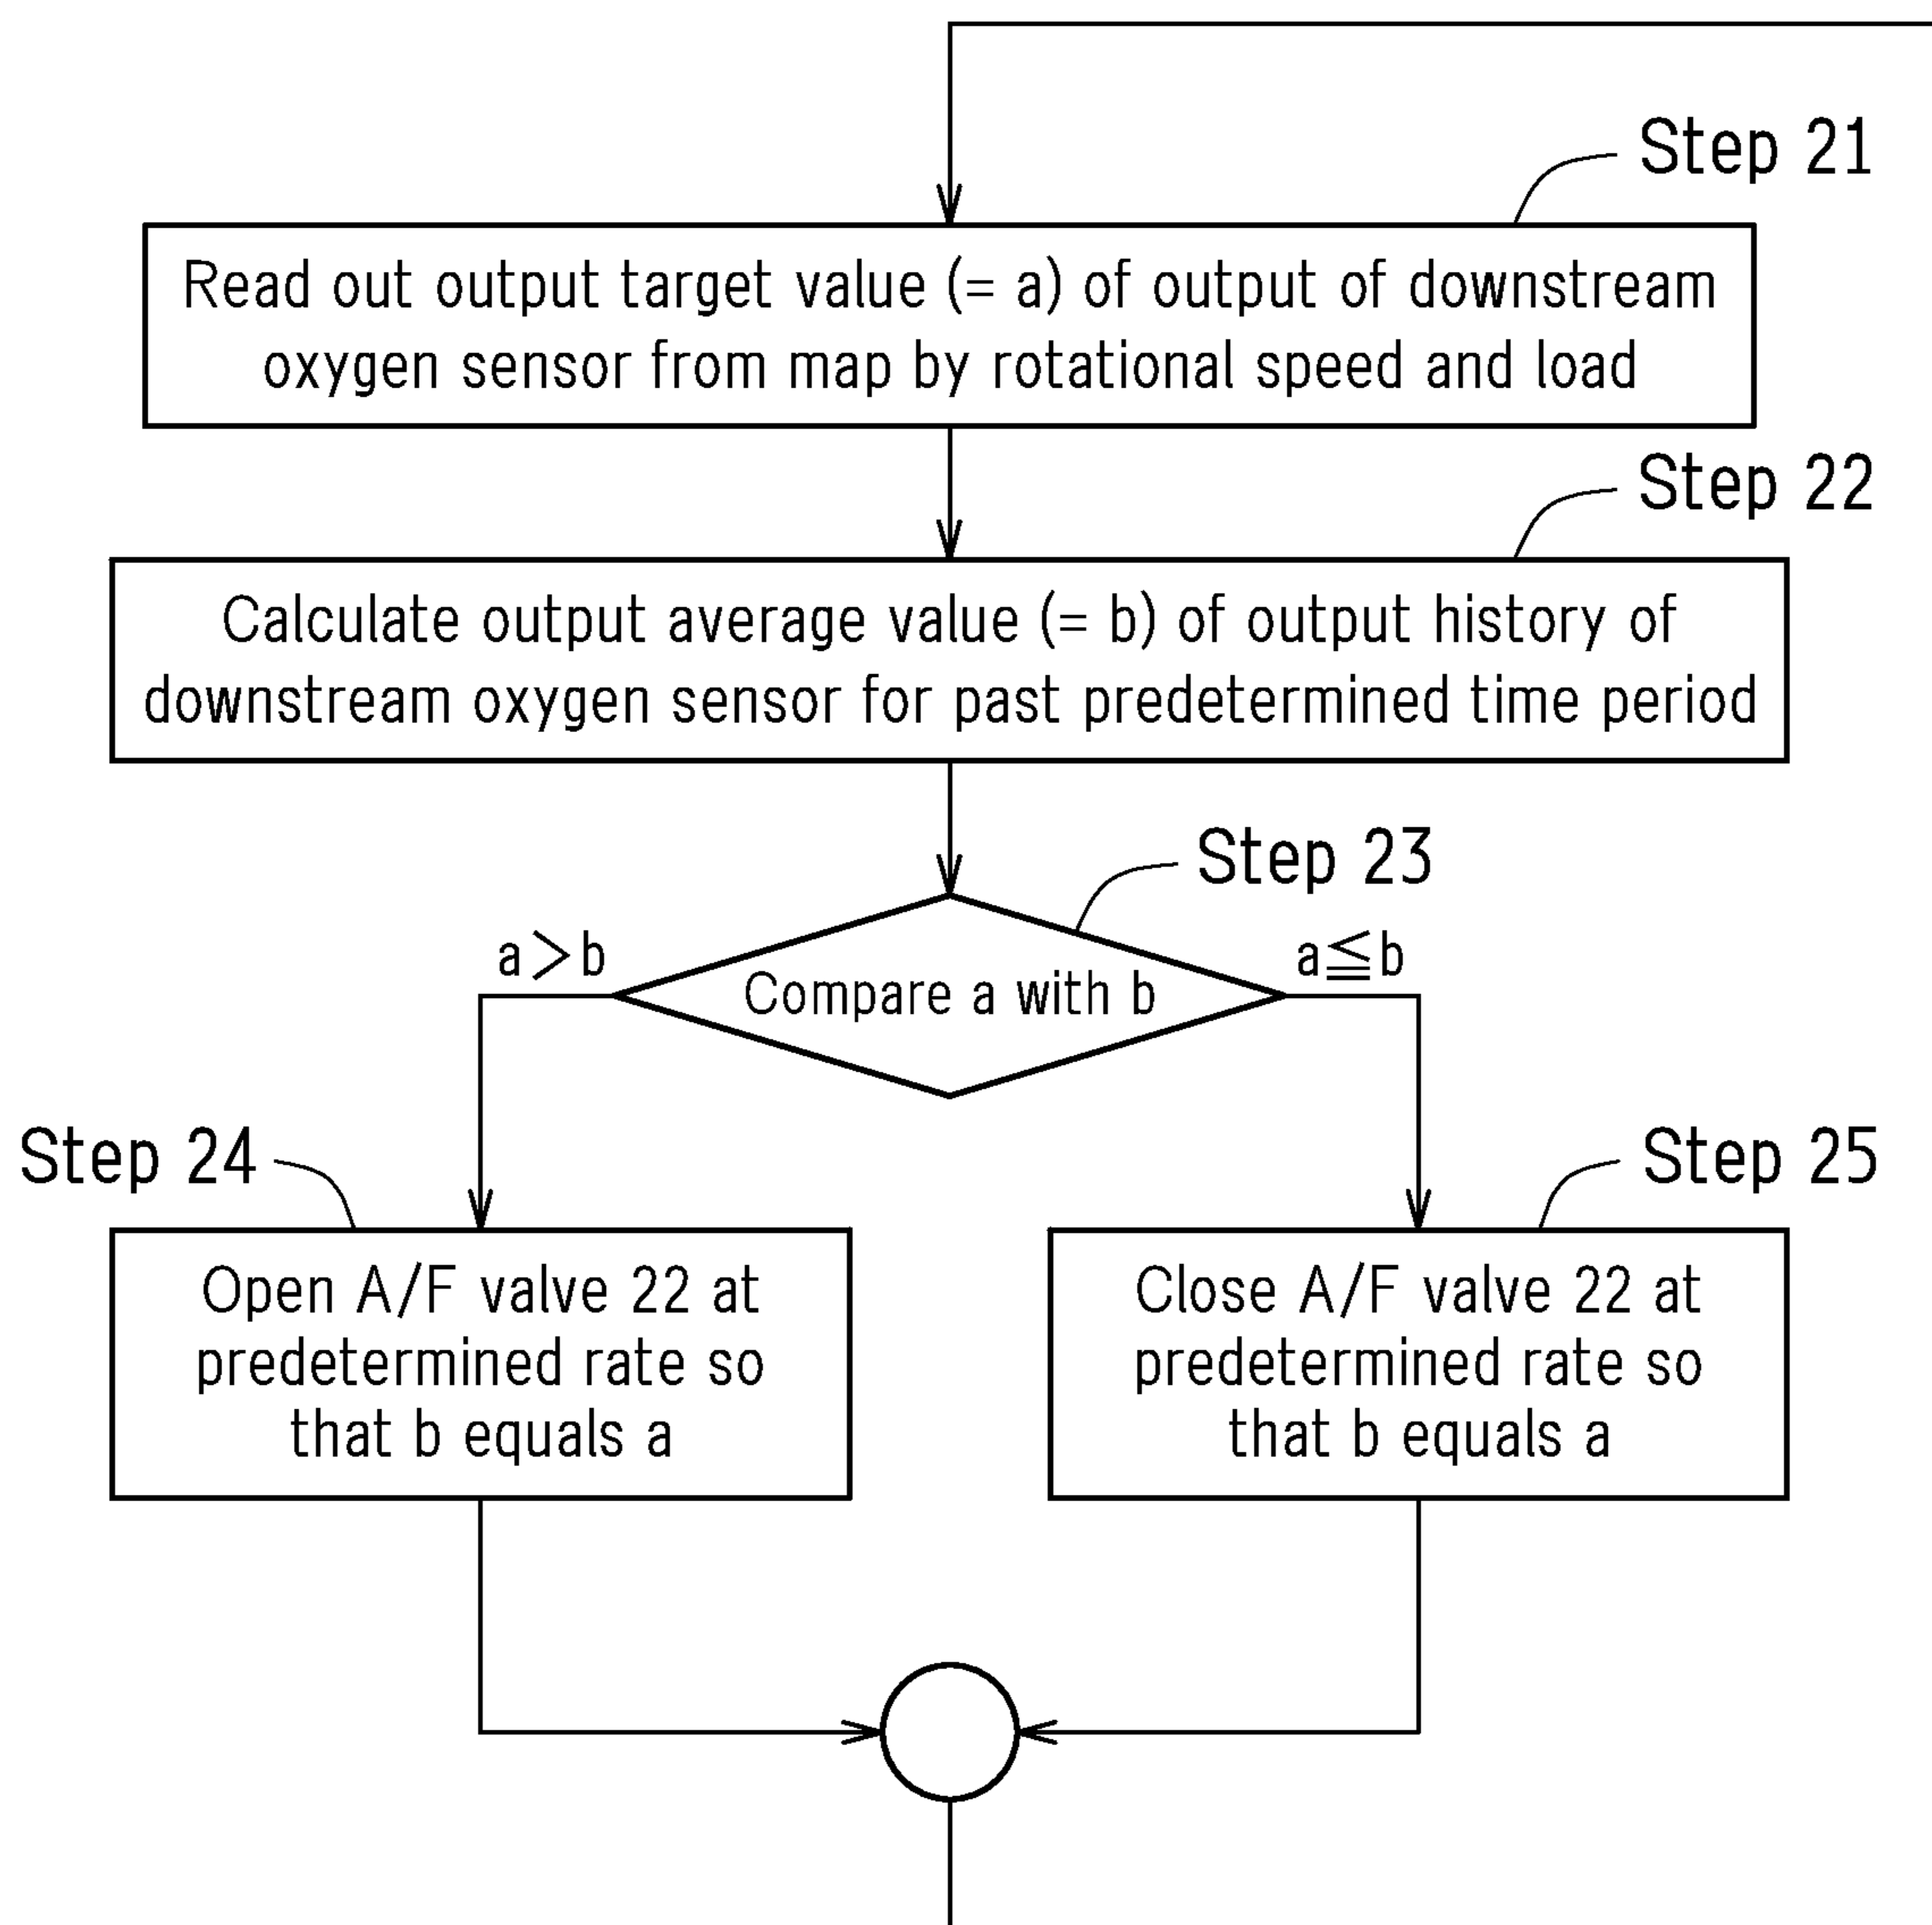 Step 21
Read out output target value (= a) of output of downstream
oxygen sensor from map by rotational speed and load
Step 22
Calculate output average value (= b) of output history of
downstream oxygen sensor for past predetermined time period
Step 23
a>b
a≦b
Compare a with b
Step 24
Step 25
Open A/F valve 22 at
predetermined rate so
that b equals a
Close A/F valve 22 at
predetermined rate so
that b equals a